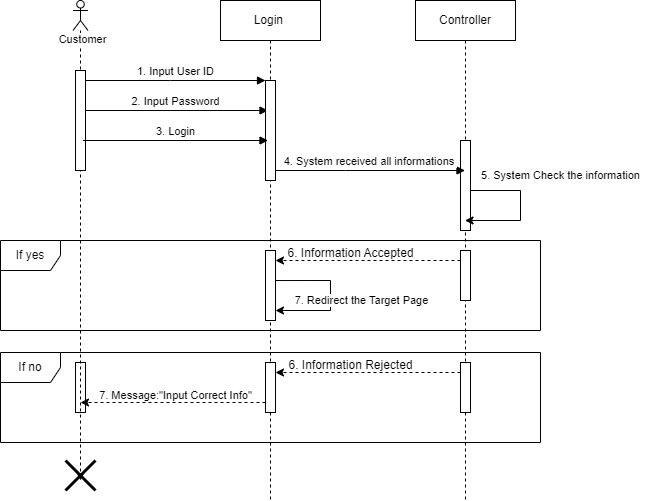 Customer
Login
Controller
1. Input User ID
2. Input Password
3. Login
4. System received all informations
5. System Check the information
If yes
6. Information Accepted
7. Redirect the Target Page
If no
6. Information Rejected
7. Message:"Input Correct Info"